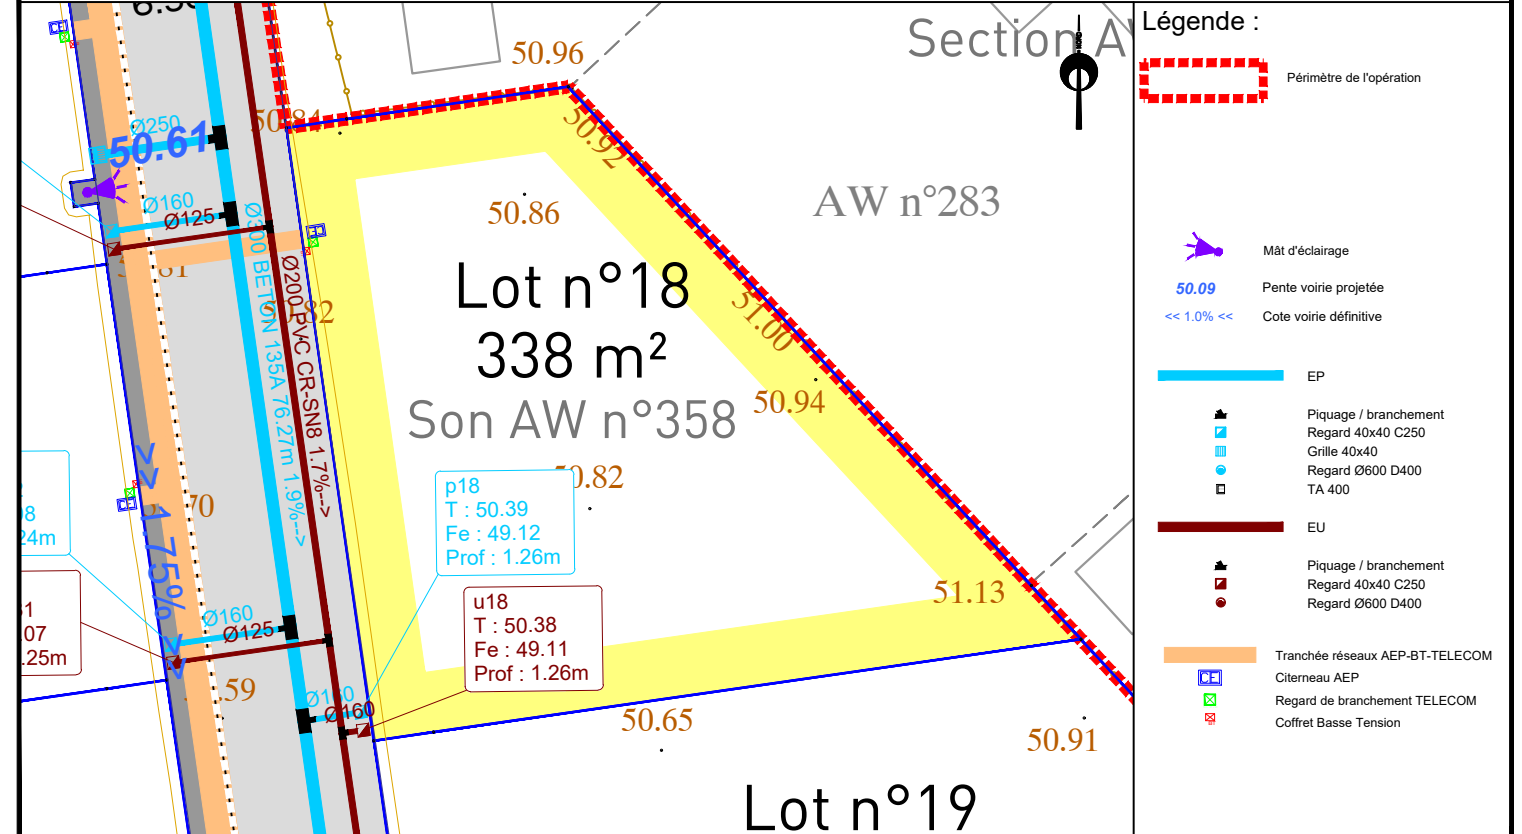 50.96
Section A
50.84
Ø250
50.61
50.92
Ø160
Ø125
50.86
AW n°283
Lot n°18
338 m²
Son AW n°358
50.82
51.00
50.94
50.82
Ø300 BETON 135A 76.27m 1.9%-->
Ø200 PVC CR-SN8 1.7%-->
p18
T : 50.39
Fe : 49.12
Prof : 1.26m
u18
T : 50.38
Fe : 49.11
Prof : 1.26m
Ø160
Ø125
Ø160
51.13
50.65
50.91
Lot n°19
NORD
Légende :
Périmètre de l'opération
Mât d'éclairage
50.09
Pente voirie projetée
<< 1.0% <<
Cote voirie définitive
EP
Piquage / branchement
Regard 40x40 C250
Grille 40x40
Regard Ø600 D400
TA 400
EU
Piquage / branchement
Regard 40x40 C250
Regard Ø600 D400
Tranchée réseaux AEP-BT-TELECOM
Citerneau AEP
Regard de branchement TELECOM
Coffret Basse Tension